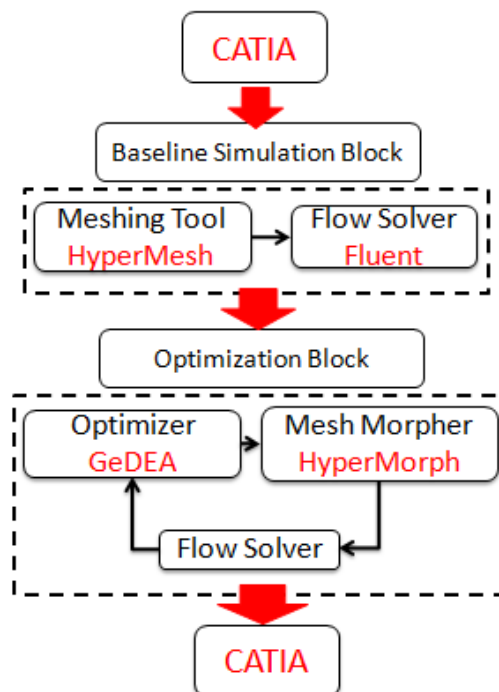 CATIA
Baseline Simulation Block
Meshing Tool
HyperMesh
Flow Solver
Fluent
Optimization Block
Optimizer
GeDEA
Mesh Morpher
HyperMorph
Flow Solver
CATIA